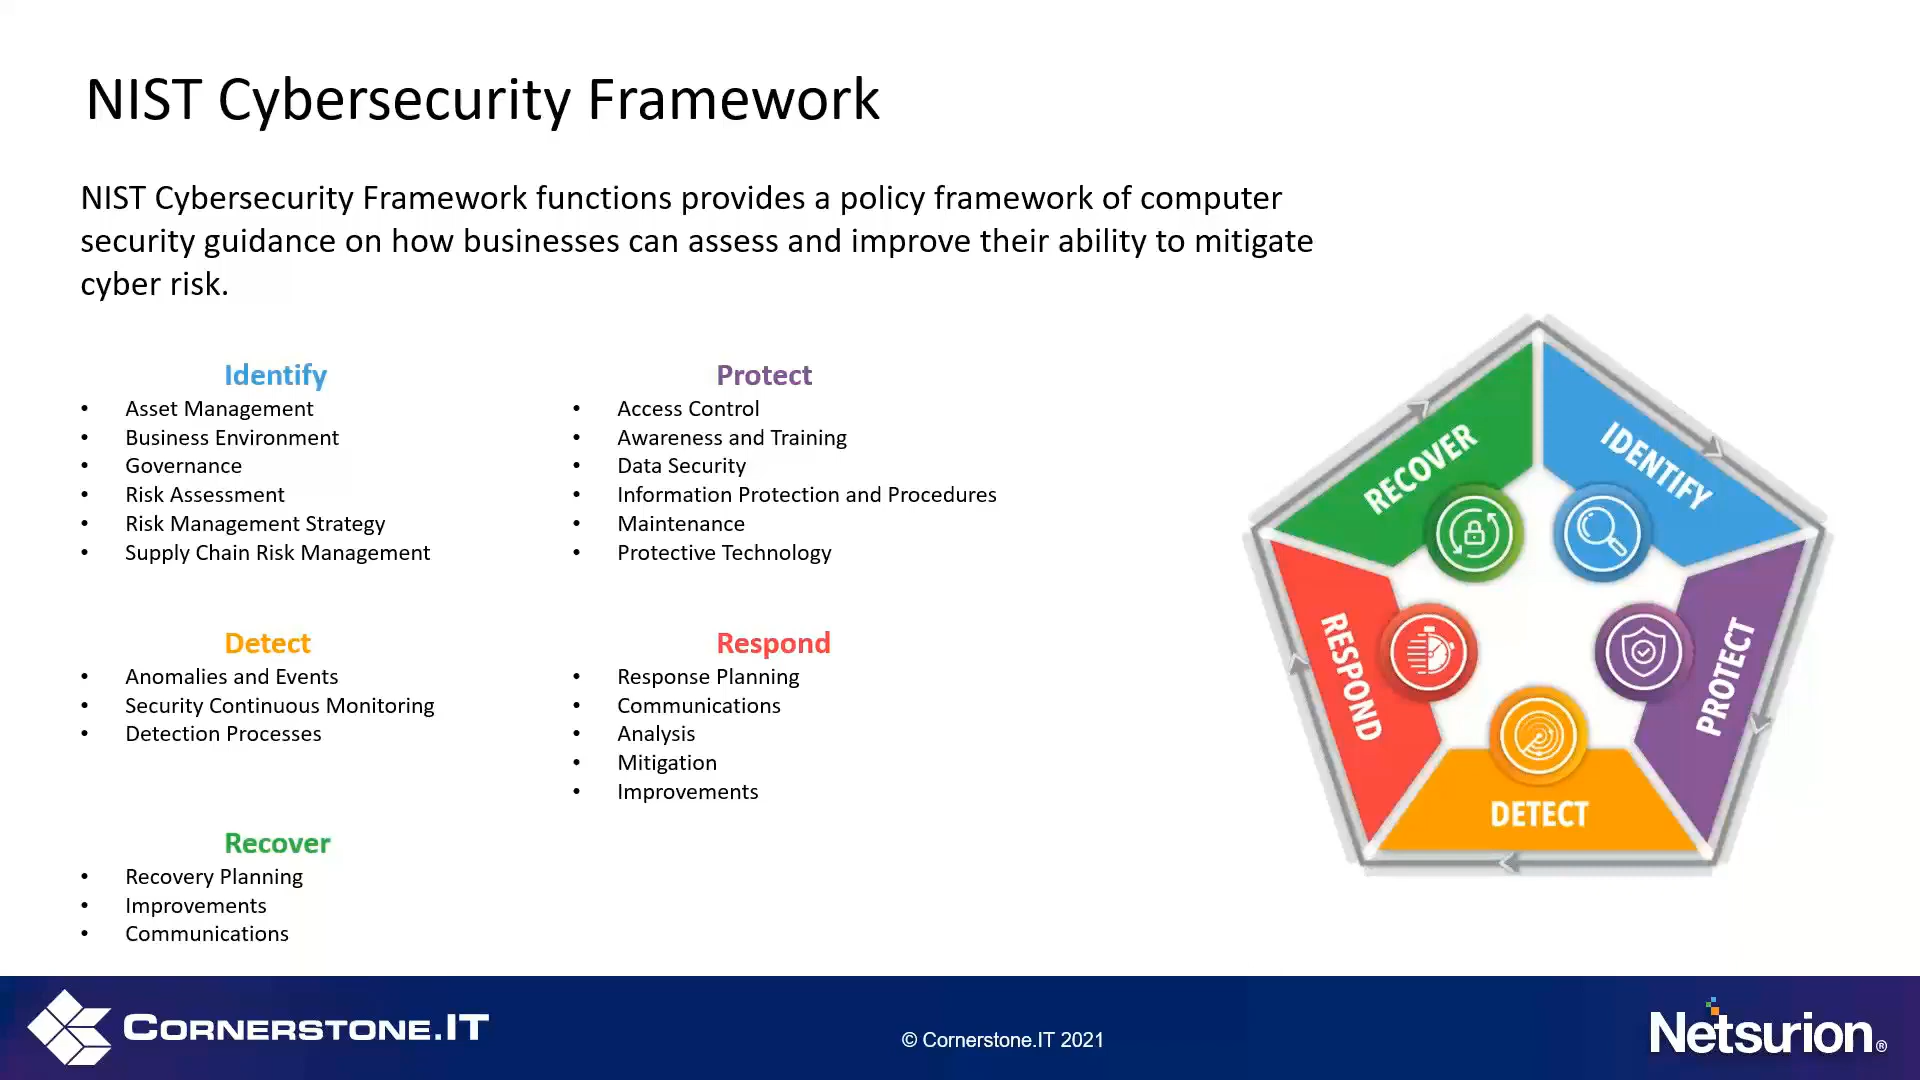 NIST Cybersecurity Framework
NIST Cybersecurity Framework functions provides a policy framework of computer
security guidance on how businesses can assess and improve their ability to mitigate
cyber risk.
Identify
• Asset Management
• Business Environment
• Governance
• Risk Assessment
• Risk Management Strategy
• Supply Chain Risk Management
Protect
• Access Control
• Awareness and Training
• Data Security
• Information Protection and Procedures
• Maintenance
• Protective Technology
Detect
• Anomalies and Events
• Security Continuous Monitoring
• Detection Processes
Respond
• Response Planning
• Communications
• Analysis
• Mitigation
• Improvements
Recover
• Recovery Planning
• Improvements
• Communications
RECOVER
IDENTIFY
RESPOND
PROTECT
DETECT
CORNERSTONE.IT
© Cornerstone.IT 2021
Netsurion®